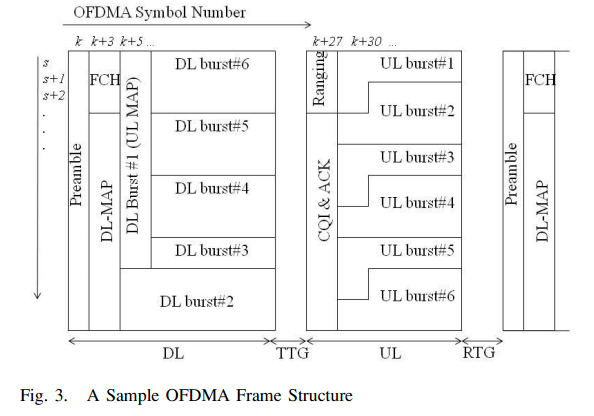 OFDMA Symbol Number
k k+3 k+5 ... k+27 k+30 ...
s
s+1
s+2
.
.
.
Preamble
FCH
DL-MAP
DL Burst #1 (UL MAP)
DL burst#6
DL burst#5
DL burst#4
DL burst#3
DL burst#2
Ranging
CQI & ACK
UL burst#1
UL burst#2
UL burst#3
UL burst#4
UL burst#5
UL burst#6
Preamble
FCH
DL-MAP
DL TTG UL RTG
Fig. 3. A Sample OFDMA Frame Structure